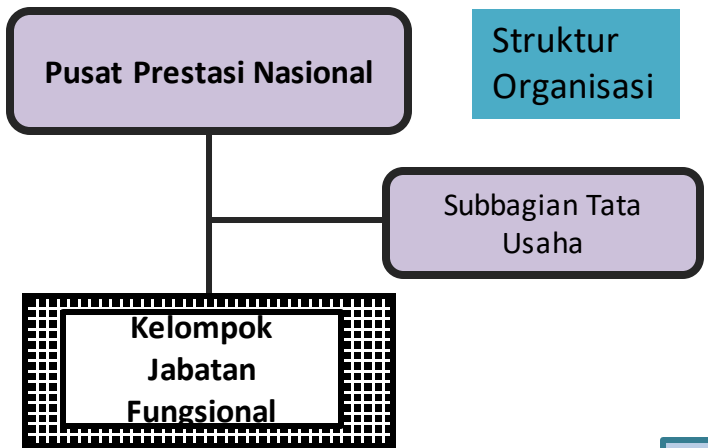 Pusat Prestasi Nasional
Struktur
Organisasi
Subbagian Tata
Usaha
Kelompok
Jabatan
Fungsional